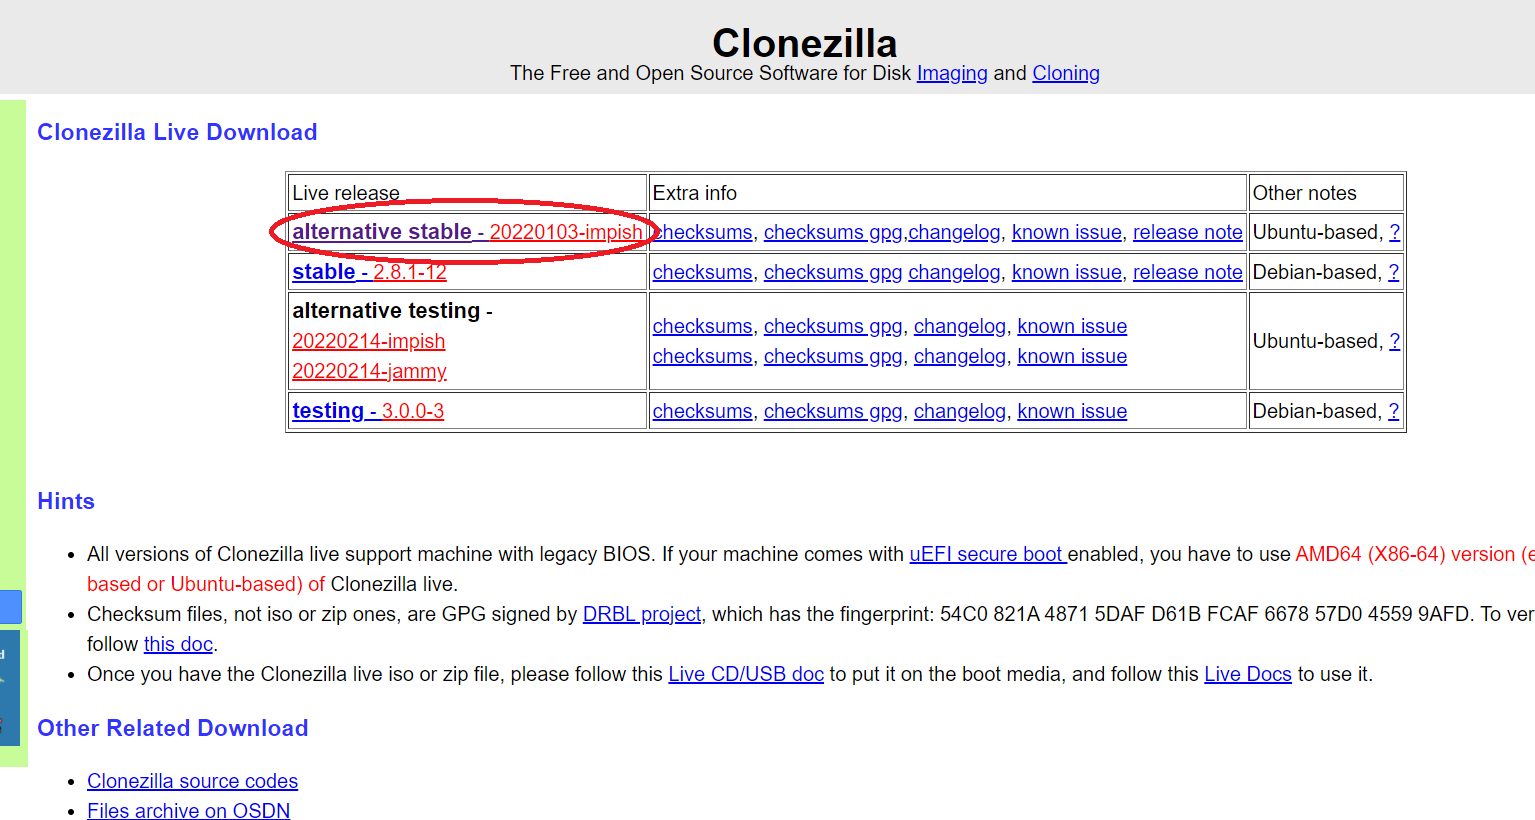 Clonezilla
The Free and Open Source Software for Disk Imaging and Cloning
Clonezilla Live Download
Live release Extra info Other notes
alternative stable - 20220103-impish checksums, checksums gpg,changelog, known issue, release note Ubuntu-based, ?
stable - 2.8.1-12 checksums, checksums gpg changelog, known issue, release note Debian-based, ?
alternative testing -
20220214-impish checksums, checksums gpg, changelog, known issue
20220214-jammy checksums, checksums gpg, changelog, known issue
Ubuntu-based, ?
testing - 3.0.0-3 checksums, checksums gpg, changelog, known issue Debian-based, ?
Hints
All versions of Clonezilla live support machine with legacy BIOS. If your machine comes with uEFI secure boot enabled, you have to use AMD64 (X86-64) version
based or Ubuntu-based) of Clonezilla live.
Checksum files, not iso or zip ones, are GPG signed by DRBL project, which has the fingerprint: 54C0 821A 4871 5DAF D61B FCAF 6678 57D0 4559 9AFD. To
follow this doc.
Once you have the Clonezilla live iso or zip file, please follow this Live CD/USB doc to put it on the boot media, and follow this Live Docs to use it.
Other Related Download
Clonezilla source codes
Files archive on OSDN